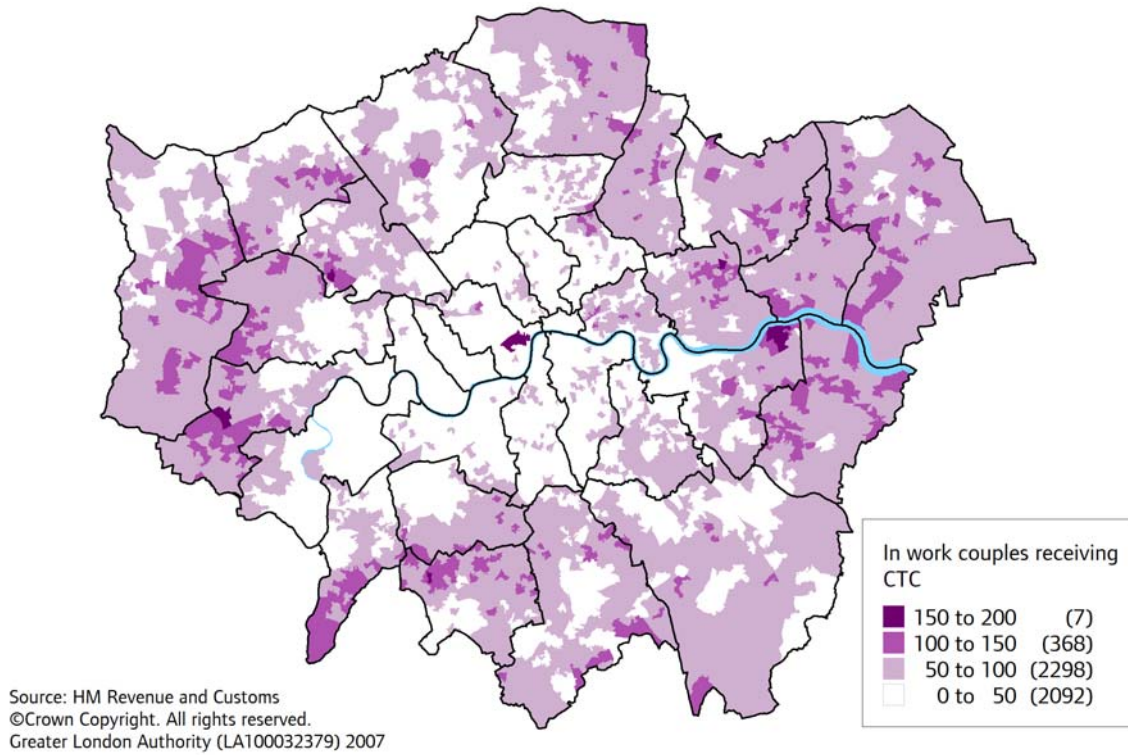 In work couples receiving
CTC
150 to 200 (7)
100 to 150 (368)
50 to 100 (2298)
0 to 50 (2092)
Source: HM Revenue and Customs
©Crown Copyright. All rights reserved.
Greater London Authority (LA100032379) 2007